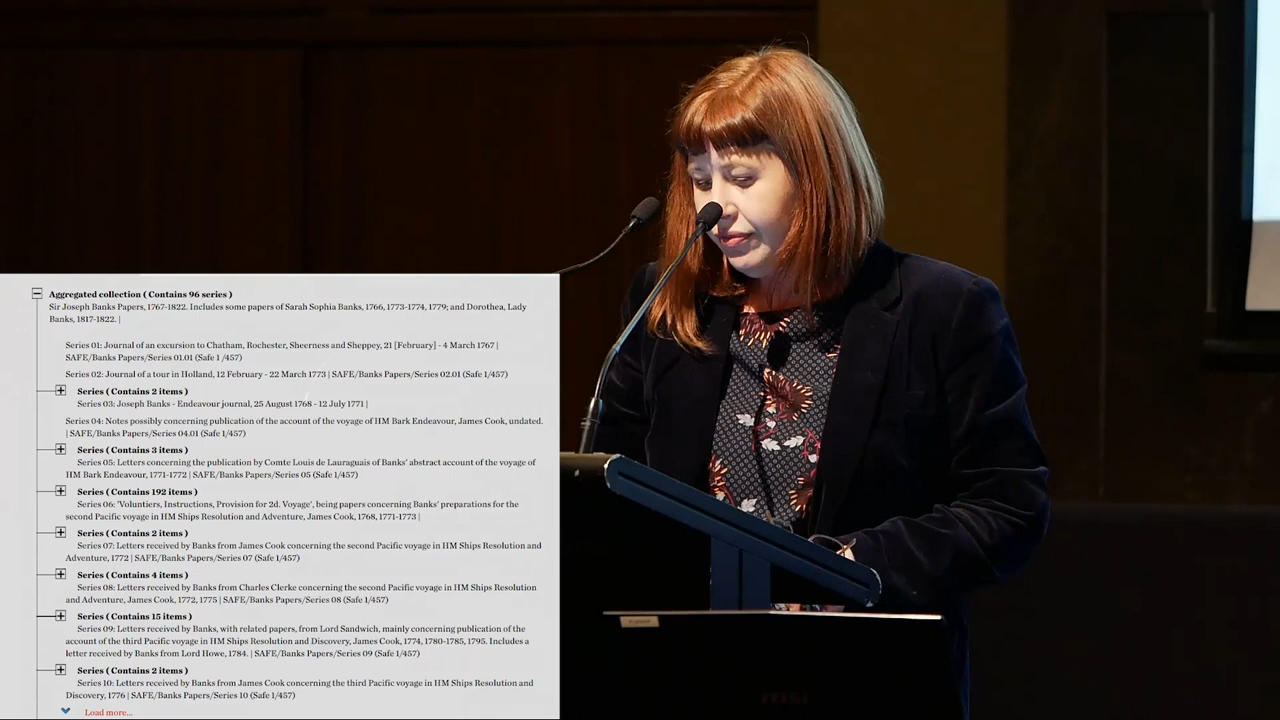 Aggregated collection ( Contains 96 series )
Sir Joseph Banks Papers, 1767-1822. Includes some papers of Sarah Sophia Banks, 1766, 1773-1774, 1779; and Dorothea, Lady
Banks, 1817-1822. |
Series 01: Journal of an excursion to Chatham, Rochester, Sheerness and Sheppey, 21 [February] - 4 March 1767 |
SAFE/Banks Papers/Series 01.01 (Safe 1 /457)
Series 02: Journal of a tour in Holland, 12 February - 22 March 1773 | SAFE/Banks Papers/Series 02.01 (Safe 1/457)
Series ( Contains 2 items )
Series 03: Joseph Banks - Endeavour journal, 25 August 1768 - 12 July 1771 |
Series 04: Notes possibly concerning publication of the account of the voyage of HM Bark Endeavour, James Cook, undated.
| SAFE/Banks Papers/Series 04.01 (Safe 1/457)
Series ( Contains 3 items )
Series 05: Letters concerning the publication by Comte Louis de Lauraguais of Banks' abstract account of the voyage of
HM Bark Endeavour, 1771-1772 | SAFE/Banks Papers/Series 05 (Safe 1/457)
Series ( Contains 192 items )
Series 06: 'Voluntiers, Instructions, Provision for 2d. Voyage', being papers concerning Banks' preparations for the
second Pacific voyage in HM Ships Resolution and Adventure, James Cook, 1768, 1771-1773 |
Series ( Contains 2 items )
Series 07: Letters received by Banks from James Cook concerning the second Pacific voyage in HM Ships Resolution and
Adventure, 1772 | SAFE/Banks Papers/Series 07 (Safe 1/457)
Series ( Contains 4 items )
Series 08: Letters received by Banks from Charles Clerke concerning the second Pacific voyage in HM Ships Resolution
and Adventure, James Cook, 1772, 1775 | SAFE/Banks Papers/Series 08 (Safe 1/457)
Series ( Contains 15 items )
Series 09: Letters received by Banks, with related papers, from Lord Sandwich, mainly concerning publication of the
account of the third Pacific voyage in HM Ships Resolution and Discovery, James Cook, 1774, 1780-1785, 1795. Includes a
letter received by Banks from Lord Howe, 1784. | SAFE/Banks Papers/Series 09 (Safe 1/457)
Series ( Contains 2 items )
Series 10: Letters received by Banks from James Cook concerning the third Pacific voyage in HM Ships Resolution and
Discovery, 1776 | SAFE/Banks Papers/Series 10 (Safe 1/457)
Load more...
msi